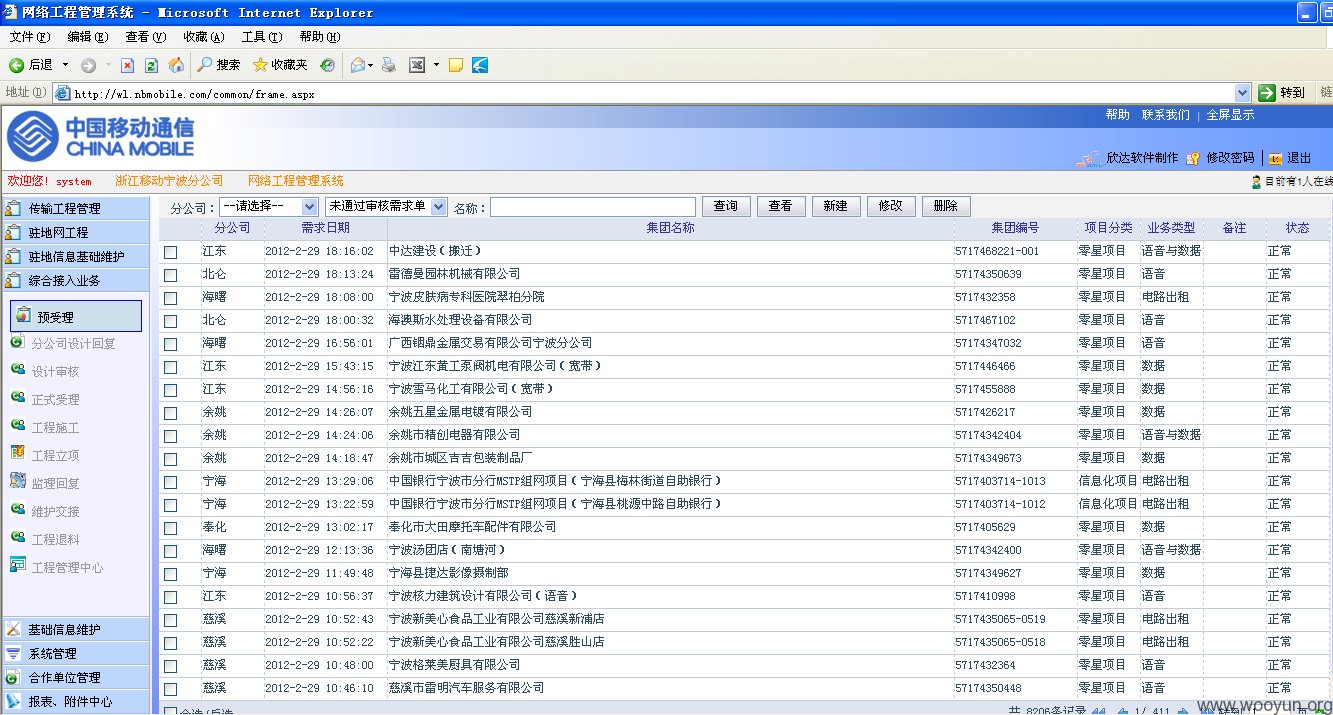 网络工程管理系统 - Microsoft Internet Explorer
文件(F) 编辑(E) 查看(V) 收藏(A) 工具(T) 帮助(H)
后退 搜索 收藏夹
地址(D) http://wl.nbmobile.com/common/frame.aspx 转到 链
中国移动通信
CHINA MOBILE
帮助 联系我们 | 全屏显示
欣达软件制作 修改密码 | 退出
欢迎您! system 浙江移动宁波分公司 网络工程管理系统 目前有1人在线
传输工程管理
驻地网工程
驻地信息基础维护
综合接入业务
预受理
分公司设计回复
设计审核
正式受理
工程施工
工程立项
监理回复
维护交接
工程退料
工程管理中心
基础信息维护
系统管理
合作单位管理
报表、附件中心
分公司: --请选择-- 未通过审核需求单 名称: 查询 查看 新建 修改 删除
分公司 需求日期 集团名称 集团编号 项目分类 业务类型 备注 状态
江东 2012-2-29 18:16:02 中达建设(搬迁) 5717468221-001 零星项目 语音与数据 正常
北仑 2012-2-29 18:13:24 雷德曼园林机械有限公司 57174350639 零星项目 语音 正常
海曙 2012-2-29 18:08:00 宁波皮肤病专科医院翠柏分院 5717432358 零星项目 电路出租 正常
北仑 2012-2-29 18:00:32 海澳斯水处理设备有限公司 5717467102 零星项目 语音 正常
海曙 2012-2-29 16:56:01 广西铟鼎金属交易有限公司宁波分公司 57174347032 零星项目 语音 正常
江东 2012-2-29 15:43:15 宁波江东黄工泵阀机电有限公司(宽带) 5717446466 零星项目 数据 正常
江东 2012-2-29 14:56:16 宁波雪马化工有限公司(宽带) 5717455888 零星项目 数据 正常
余姚 2012-2-29 14:26:07 余姚五星金属电镀有限公司 5717426217 零星项目 数据 正常
余姚 2012-2-29 14:24:06 余姚市精创电器有限公司 57174342404 零星项目 语音与数据 正常
余姚 2012-2-29 14:18:47 余姚市城区吉吉包装制品厂 57174349673 零星项目 数据 正常
宁海 2012-2-29 13:29:06 中国银行宁波市分行MSTP组网项目(宁海县梅林街道自助银行) 5717403714-1013 信息化项目 电路出租 正常
宁海 2012-2-29 13:22:59 中国银行宁波市分行MSTP组网项目(宁海县桃源中路自助银行) 5717403714-1012 信息化项目 电路出租 正常
奉化 2012-2-29 13:02:17 奉化市大田摩托车配件有限公司 5717405629 零星项目 数据 正常
海曙 2012-2-29 12:13:36 宁波汤团店(南塘河) 57174342400 零星项目 语音与数据 正常
宁海 2012-2-29 11:49:48 宁海县捷达影像摄制部 57174349627 零星项目 数据 正常
江东 2012-2-29 10:56:37 宁波核力建筑设计有限公司(语音) 5717410998 零星项目 语音 正常
慈溪 2012-2-29 10:52:43 宁波新美心食品工业有限公司慈溪新浦店 5717435065-0519 零星项目 电路出租 正常
慈溪 2012-2-29 10:52:22 宁波新美心食品工业有限公司慈溪胜山店 5717435065-0518 零星项目 电路出租 正常
慈溪 2012-2-29 10:48:00 宁波格莱美厨具有限公司 5717432364 零星项目 语音 正常
慈溪 2012-2-29 10:46:10 慈溪市雷明汽车服务有限公司 57174350448 零星项目 语音 正常
全选/反选 共 8206条记录 1/ 411
www.wooyun.org